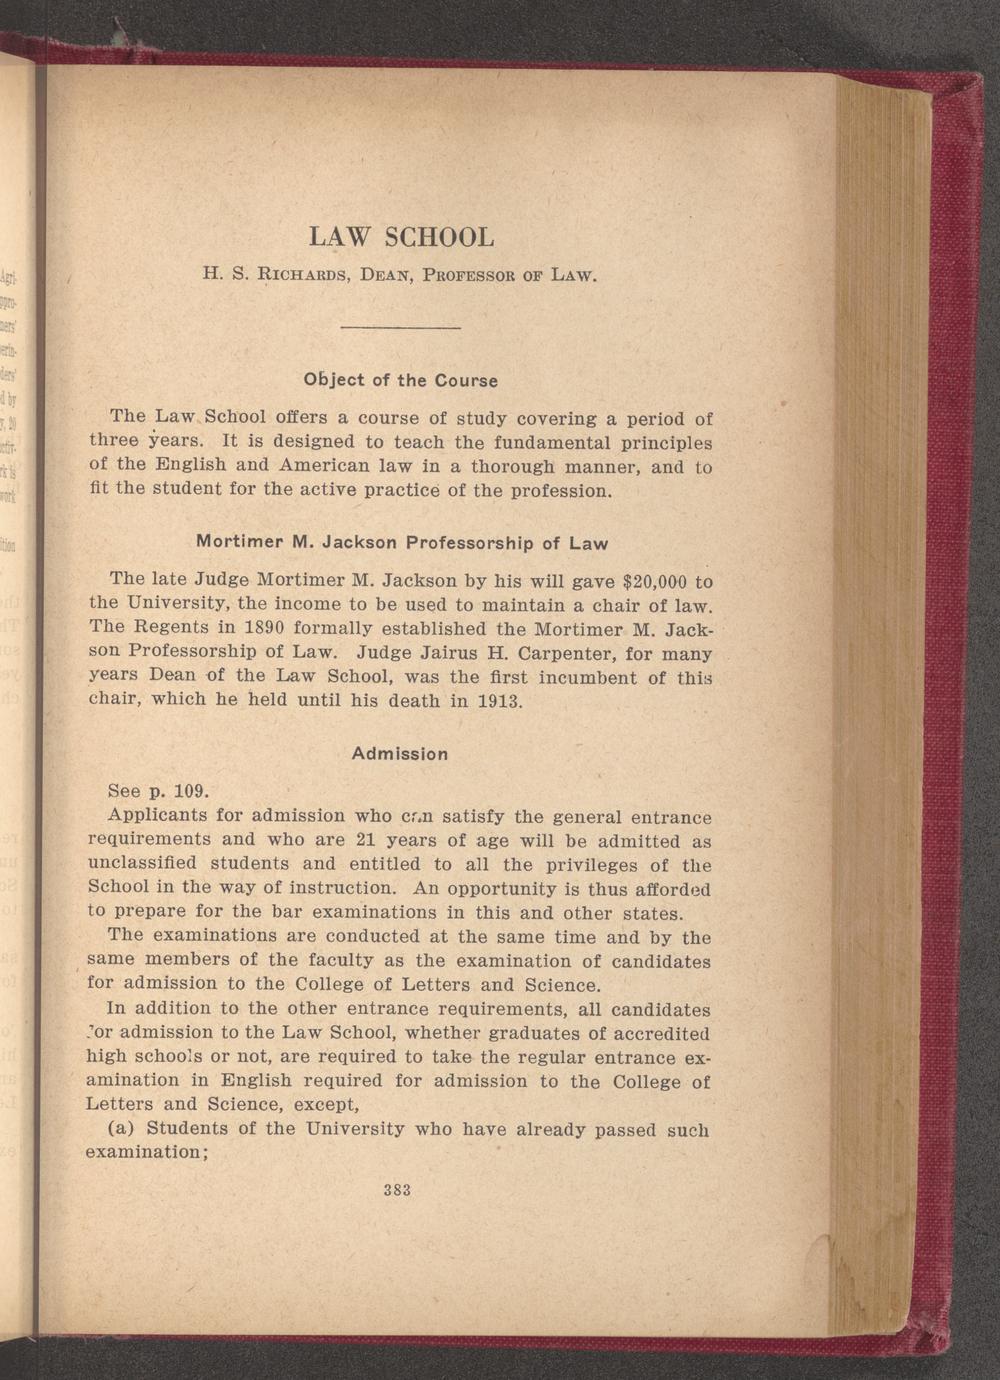 LAW SCHOOL
H. S. RICHARDS, DEAN, PROFESSOR OF LAW.
Object of the Course
The Law School offers a course of study covering a period of
three years. It is designed to teach the fundamental principles
of the English and American law in a thorough manner, and to
fit the student for the active practice of the profession.
Mortimer M. Jackson Professorship of Law
The late Judge Mortimer M. Jackson by his will gave $20,000 to
the University, the income to be used to maintain a chair of law.
The Regents in 1890 formally established the Mortimer M. Jack-
son Professorship of Law. Judge Jairus H. Carpenter, for many
years Dean of the Law School, was the first incumbent of this
chair, which he held until his death in 1913.
Admission
See p. 109.
Applicants for admission who can satisfy the general entrance
requirements and who are 21 years of age will be admitted as
unclassified students and entitled to all the privileges of the
School in the way of instruction. An opportunity is thus afforded
to prepare for the bar examinations in this and other states.
The examinations are conducted at the same time and by the
same members of the faculty as the examination of candidates
for admission to the College of Letters and Science.
In addition to the other entrance requirements, all candidates
for admission to the Law School, whether graduates of accredited
high schools or not, are required to take the regular entrance ex-
amination in English required for admission to the College of
Letters and Science, except,
(a) Students of the University who have already passed such
examination;
383